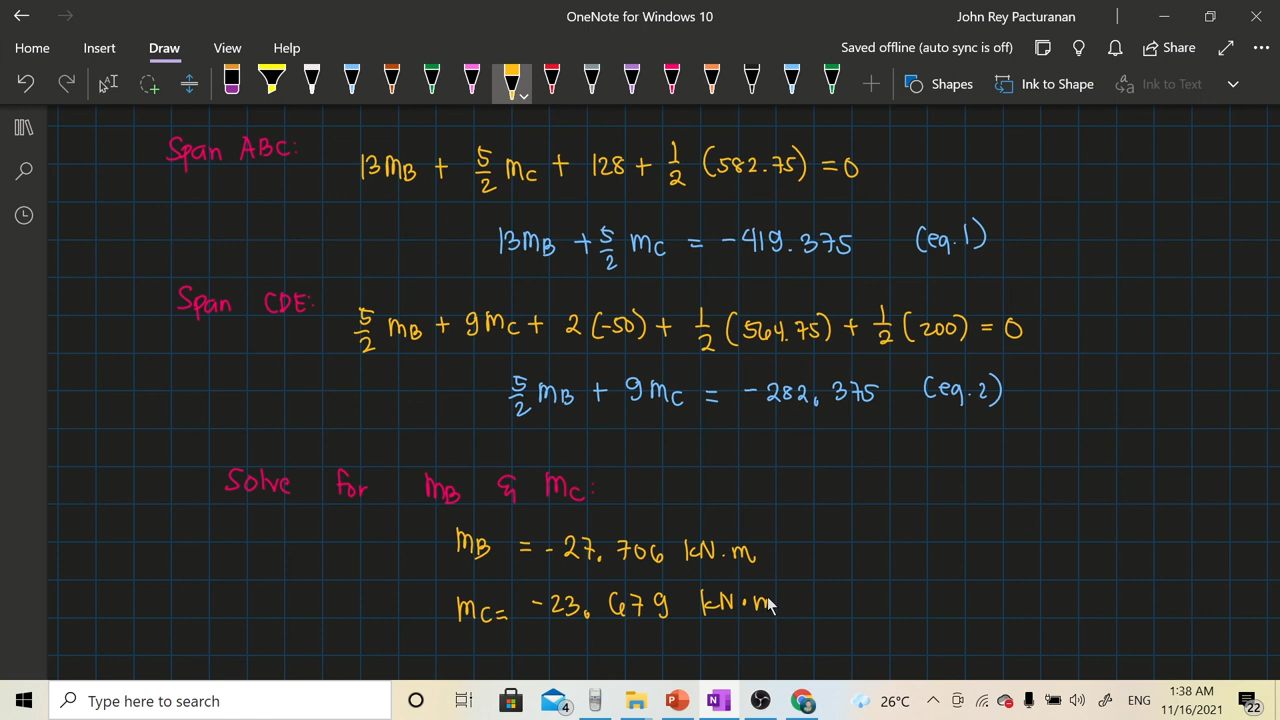 OneNote for Windows 10
John Rey Pacturanan
Home Insert Draw View Help
Saved offline (auto sync is off)
Share
Shapes
Ink to Shape
Ink to Text
Span ABC: 13MB + 5/2 MC + 128 + 1/2 (582.75) = 0
13MB + 5/2 MC = -419.375 (eq.1)
Span CDE: 5/2 MB + 9MC + 2(-50) + 1/2 (564.75) + 1/2 (200) = 0
5/2 MB + 9MC = -282.375 (eq.2)
Solve for MB & MC:
MB = -27.706 kN.m
MC = -23.679 kN.m
Type here to search
4
26°C
ENG
1:38 AM
11/16/2021
22